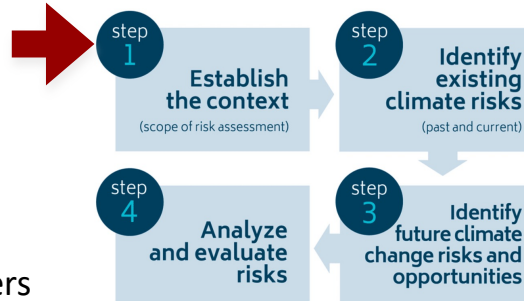 step
1
Establish
the context
(scope of risk assessment)
step
2
Identify
existing
climate risks
(past and current)
step
3
Identify
future climate
change risks and
opportunities
step
4
Analyze
and evaluate
risks
ers